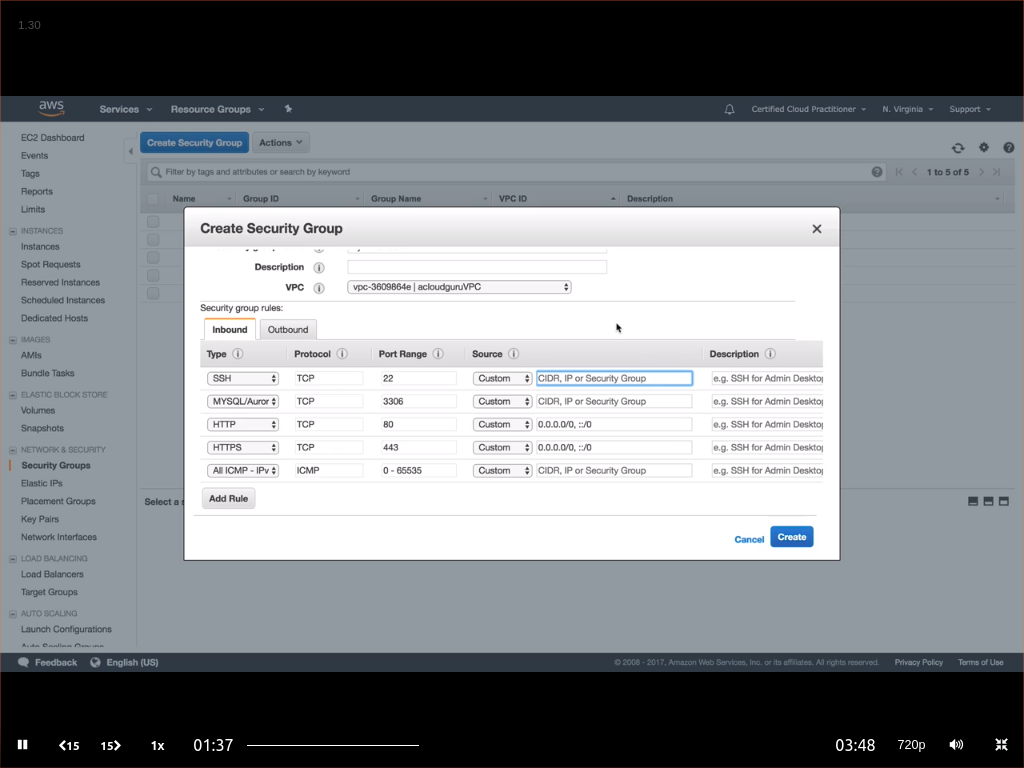 1.30
aws Services Resource Groups Certified Cloud Practitioner N. Virginia Support
EC2 Dashboard
Events
Tags
Reports
Limits
INSTANCES
Instances
Spot Requests
Reserved Instances
Scheduled Instances
Dedicated Hosts
IMAGES
AMIs
Bundle Tasks
ELASTIC BLOCK STORE
Volumes
Snapshots
NETWORK & SECURITY
Security Groups
Elastic IPs
Placement Groups
Key Pairs
Network Interfaces
LOAD BALANCING
Load Balancers
Target Groups
AUTO SCALING
Launch Configurations
Auto Scaling Groups
Create Security Group Actions
Filter by tags and attributes or search by keyword 1 to 5 of 5
Name Group ID Group Name VPC ID Description
Create Security Group
Description
VPC vpc-3609864e | acloudguruVPC
Security group rules:
Inbound Outbound
Type Protocol Port Range Source Description
SSH TCP 22 Custom CIDR, IP or Security Group e.g. SSH for Admin Desktop
MYSQL/Auror TCP 3306 Custom CIDR, IP or Security Group e.g. SSH for Admin Desktop
HTTP TCP 80 Custom 0.0.0.0/0, ::/0 e.g. SSH for Admin Desktop
HTTPS TCP 443 Custom 0.0.0.0/0, ::/0 e.g. SSH for Admin Desktop
All ICMP - IPv ICMP 0 - 65535 Custom CIDR, IP or Security Group e.g. SSH for Admin Desktop
Add Rule
Cancel Create
Select a
Feedback English (US) © 2008 - 2017, Amazon Web Services, Inc. or its affiliates. All rights reserved. Privacy Policy Terms of Use
15 15 1x 01:37 03:48 720p